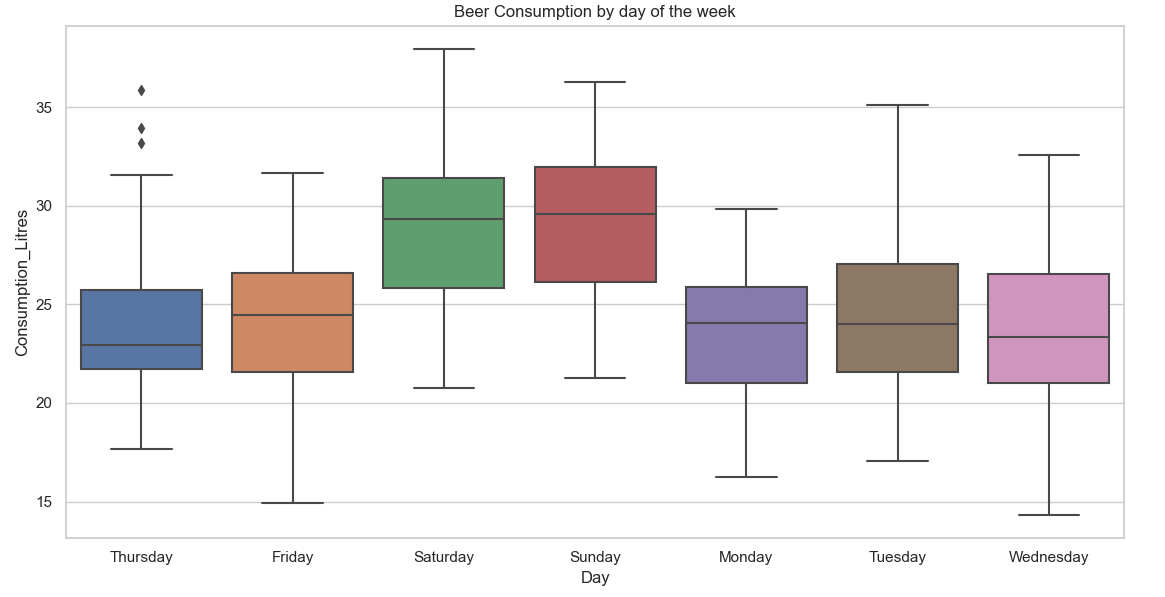 Beer Consumption by day of the week
Consumption_Litres
35
30
25
20
15
Thursday Friday Saturday Sunday Monday Tuesday Wednesday
Day